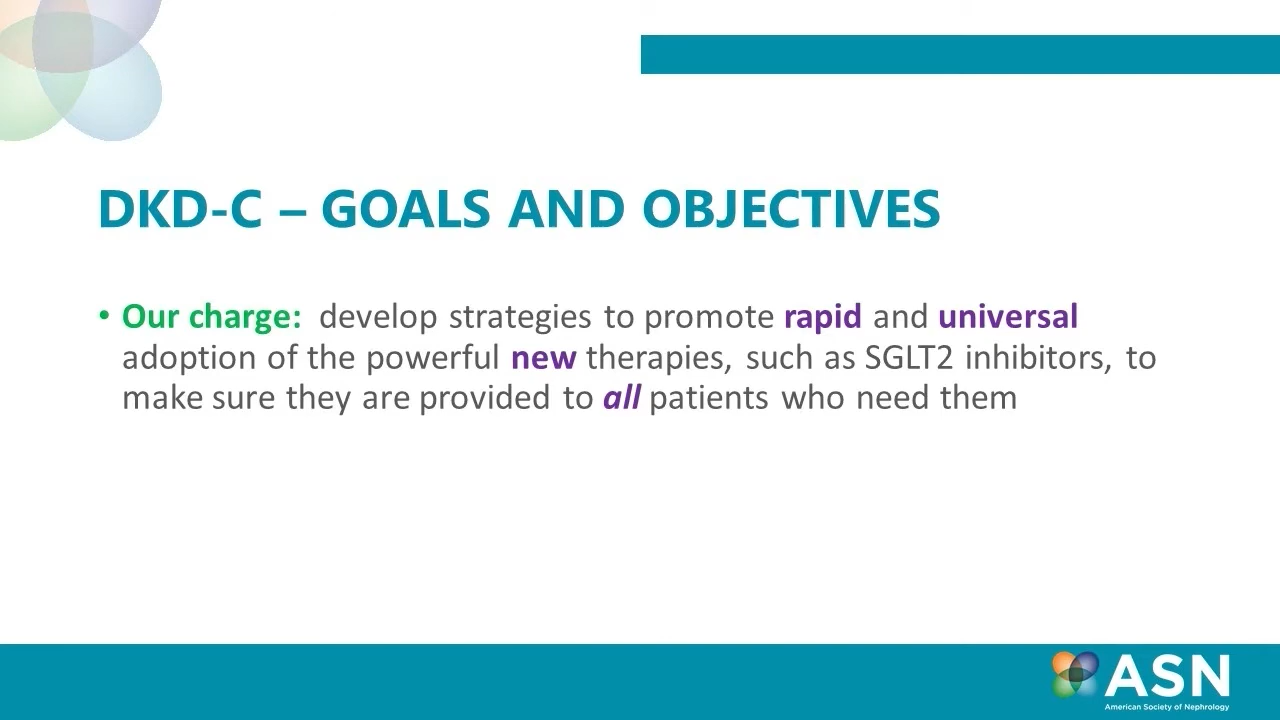 DKD-C – GOALS AND OBJECTIVES
• Our charge: develop strategies to promote rapid and universal
adoption of the powerful new therapies, such as SGLT2 inhibitors, to
make sure they are provided to all patients who need them
ASN
American Society of Nephrology